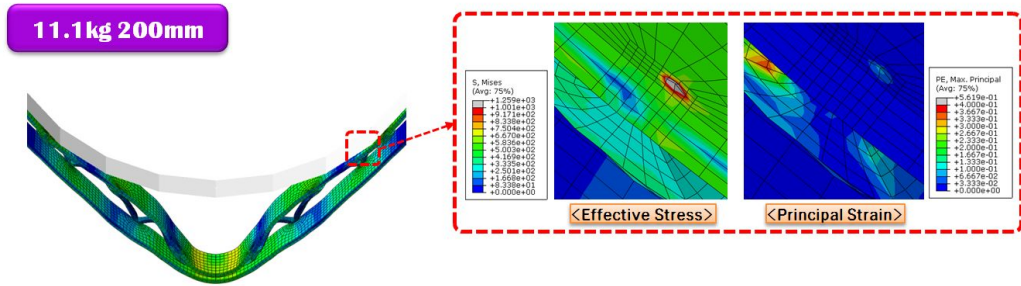 11.1kg 200mm
S, Mises
(Avg: 75%)
+1.259e+03
+1.001e+03
+9.171e+02
+8.338e+02
+7.504e+02
+6.670e+02
+5.836e+02
+5.003e+02
+4.169e+02
+3.335e+02
+2.501e+02
+1.668e+02
+8.338e+01
+0.000e+00
PE, Max. Principal
(Avg: 75%)
+5.619e-01
+4.000e-01
+3.667e-01
+3.333e-01
+3.000e-01
+2.667e-01
+2.333e-01
+2.000e-01
+1.667e-01
+1.333e-01
+1.000e-01
+6.667e-02
+3.333e-02
+0.000e+00
<Effective Stress>
<Principal Strain>